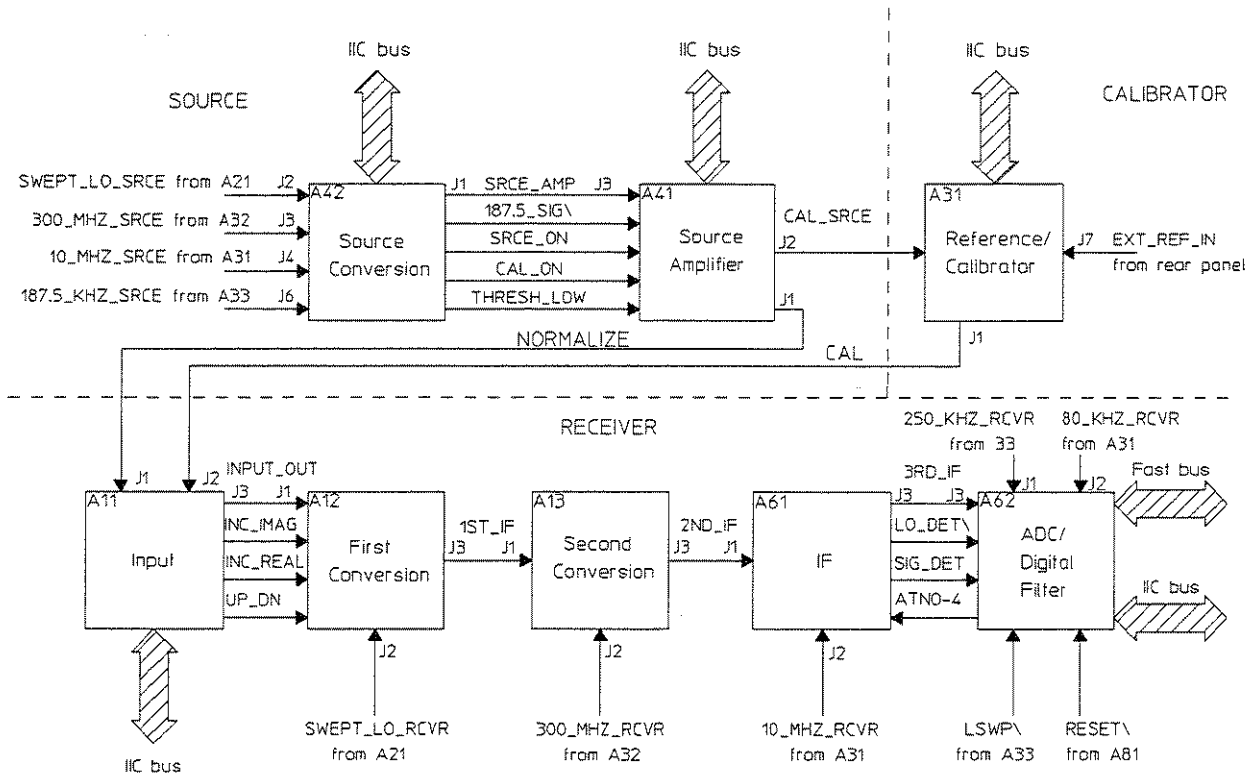 IIC bus
IIC bus
IIC bus
SOURCE
CALIBRATOR
SWEPT_LO_SRCE from A21 J2
300_MHZ_SRCE from A32 J3
10_MHZ_SRCE from A31 J4
187.5_KHZ_SRCE from A33 J6
A42
Source
Conversion
J1 SRCE_AMP J3
187.5_SIG\
SRCE_ON
CAL_ON
THRESH_LOW
A41
Source
Amplifier
CAL_SRCE
J2
J1
A31
Reference/
Calibrator
J7 EXT_REF_IN
from rear panel
J1
NORMALIZE
CAL
RECEIVER
250_KHZ_RCVR
from 33
80_KHZ_RCVR
from A31
J1
J2
INPUT_OUT
J3 J1
INC_IMAG
INC_REAL
UP_DN
A11
Input
A12
First
Conversion
1ST_IF
J3 J1
A13
Second
Conversion
2ND_IF
J3 J1
A61
IF
3RD_IF
J3 J3
LO_DET\
SIG_DET
ATN0-4
J1
J2
A62
ADC/
Digital
Filter
Fast bus
IIC bus
J2
J2
J2
SWEPT_LO_RCVR
from A21
300_MHZ_RCVR
from A32
10_MHZ_RCVR
from A31
LSWP\
from A33
RESET\
from A81
IIC bus